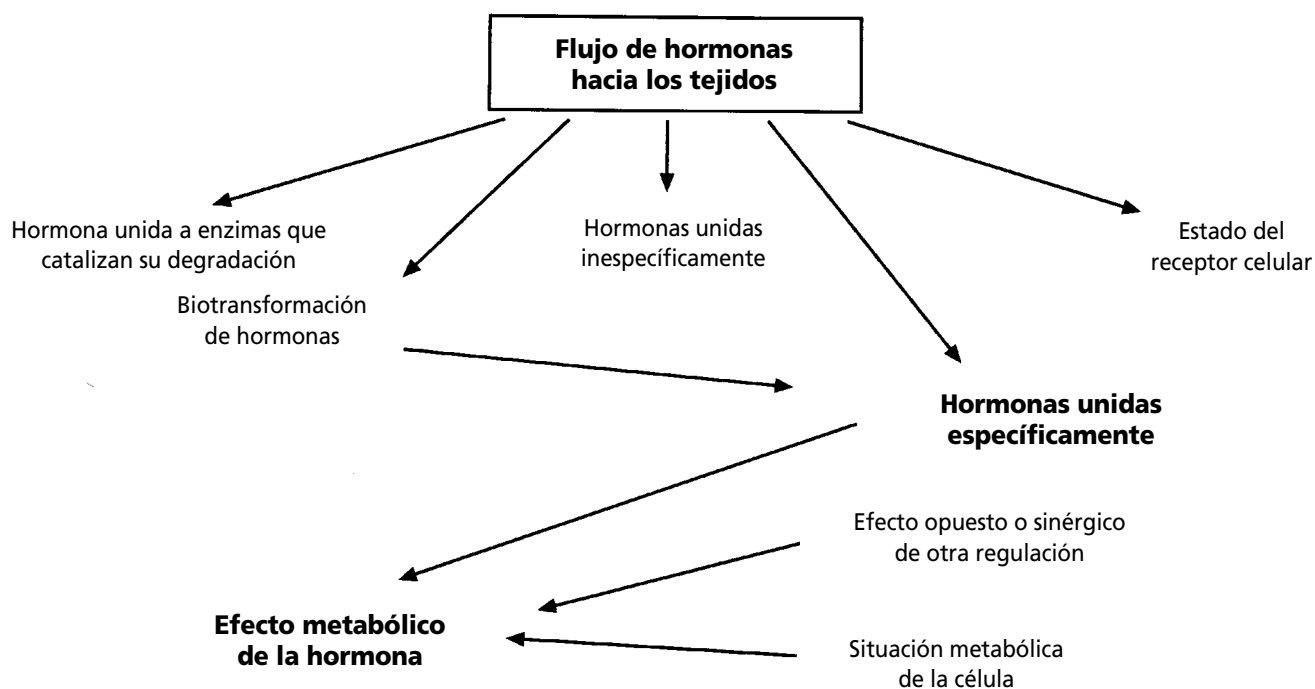 Flujo de hormonas
hacia los tejidos
Hormona unida a enzimas que
catalizan su degradación
Hormonas unidas
inespecíficamente
Estado del
receptor celular
Biotransformación
de hormonas
Hormonas unidas
específicamente
Efecto opuesto o sinérgico
de otra regulación
Efecto metabólico
de la hormona
Situación metabólica
de la célula